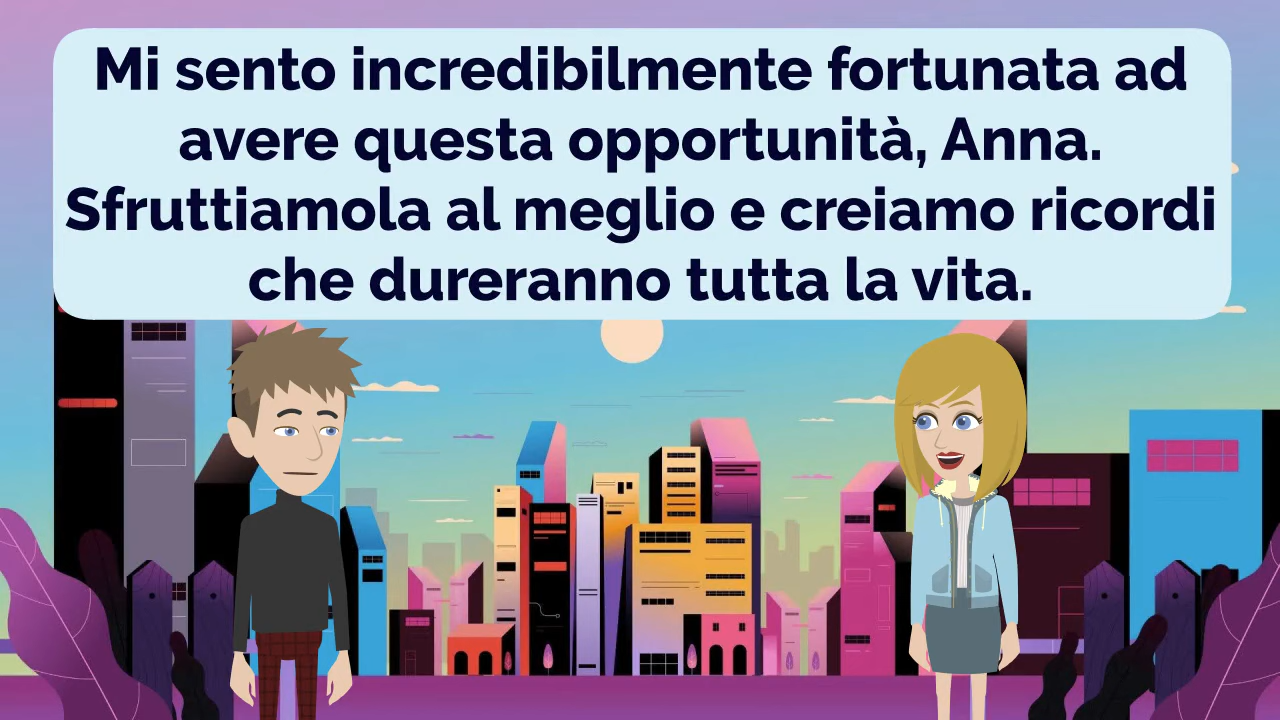 Mi sento incredibilmente fortunata ad
avere questa opportunità, Anna.
Sfruttiamola al meglio e creiamo ricordi
che dureranno tutta la vita.